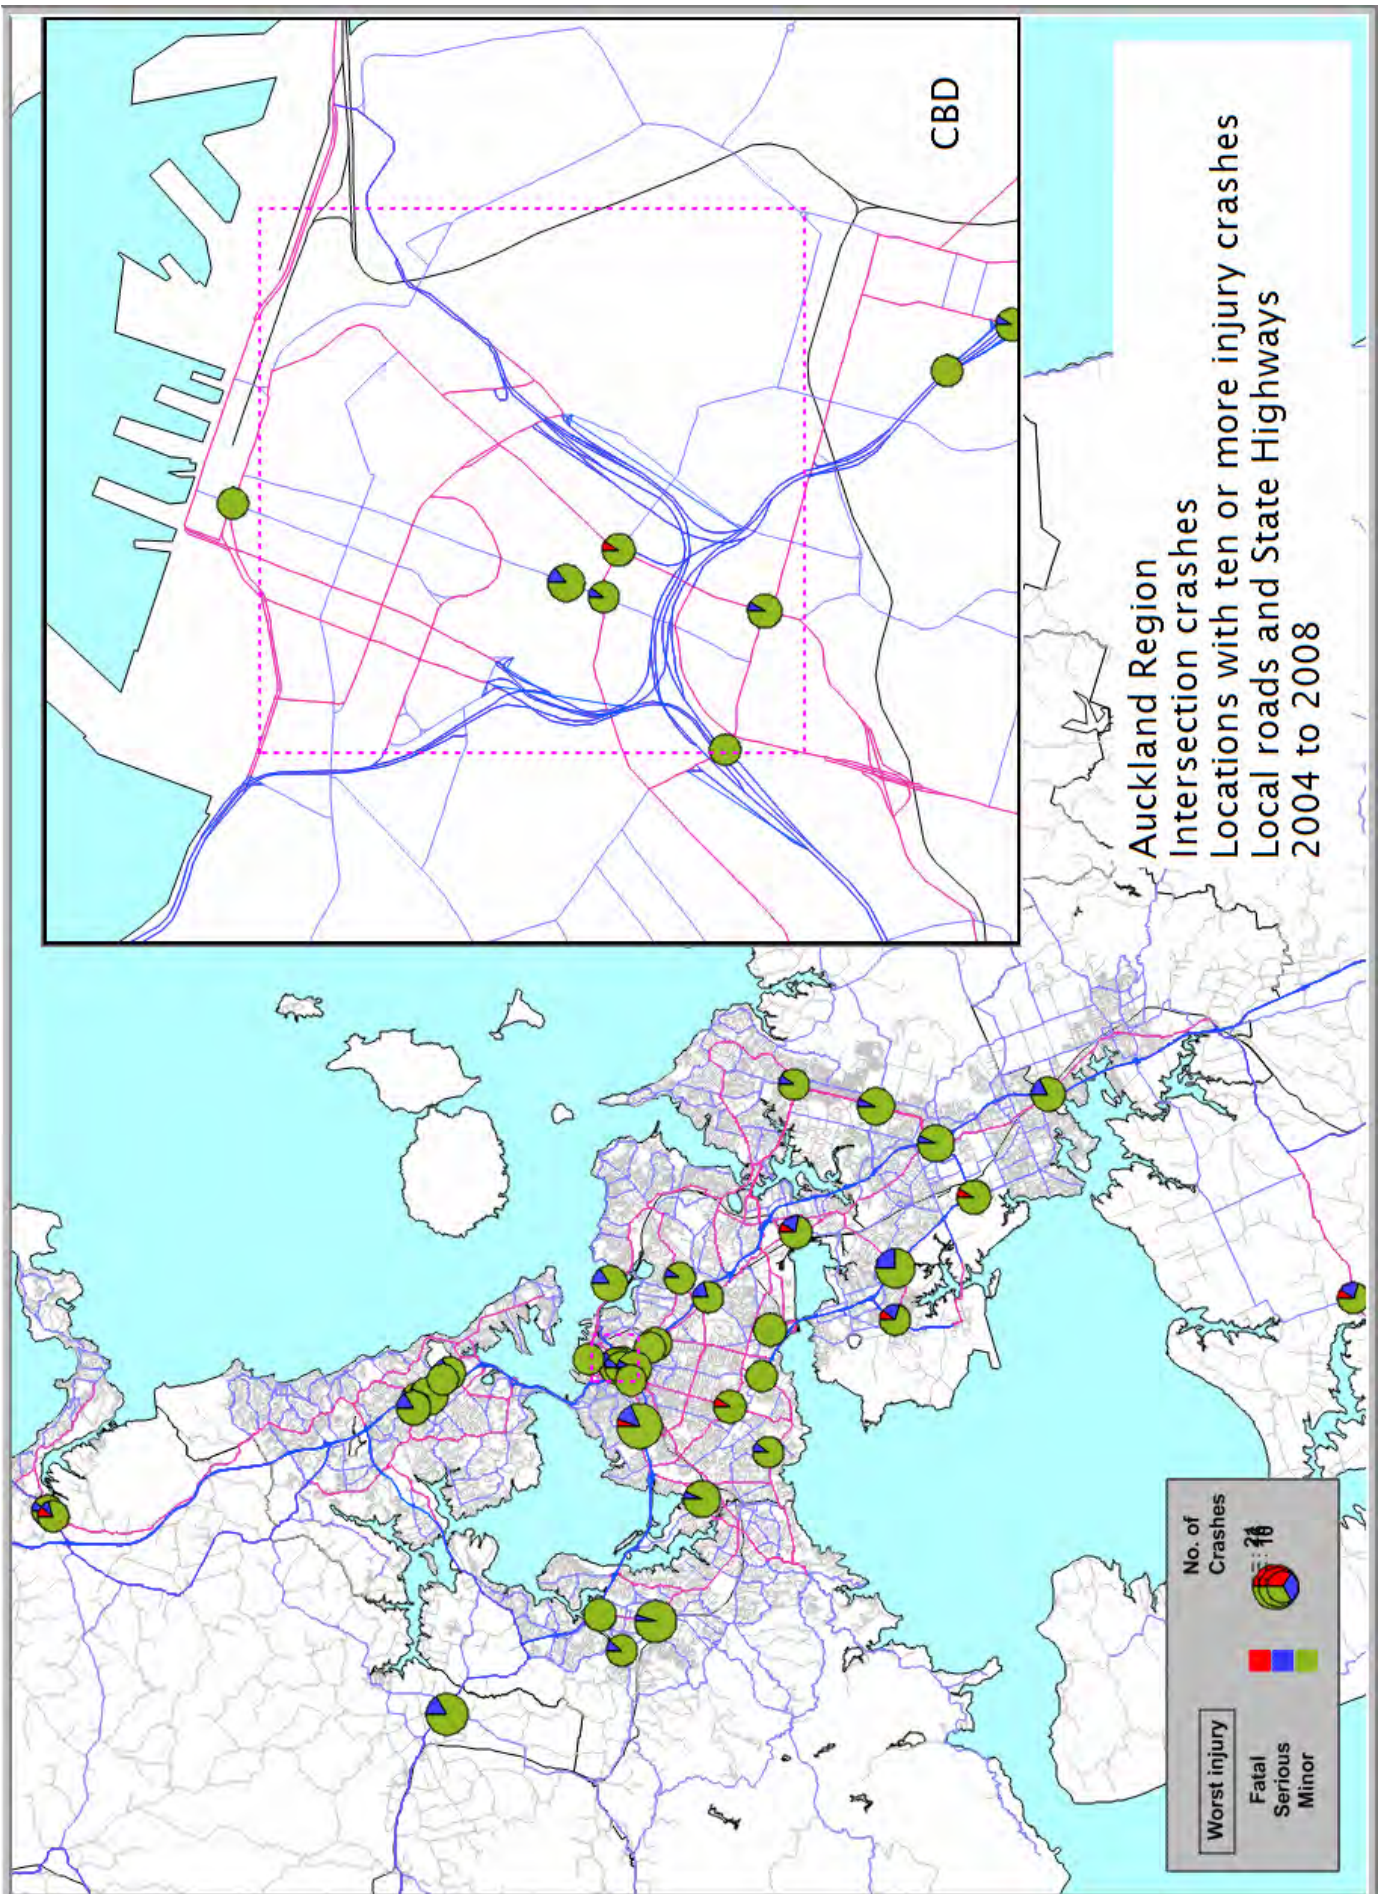 CBD
Auckland Region
Intersection crashes
Locations with ten or more injury crashes
Local roads and State Highways
2004 to 2008
Worst injury
Fatal
Serious
Minor
No. of
Crashes